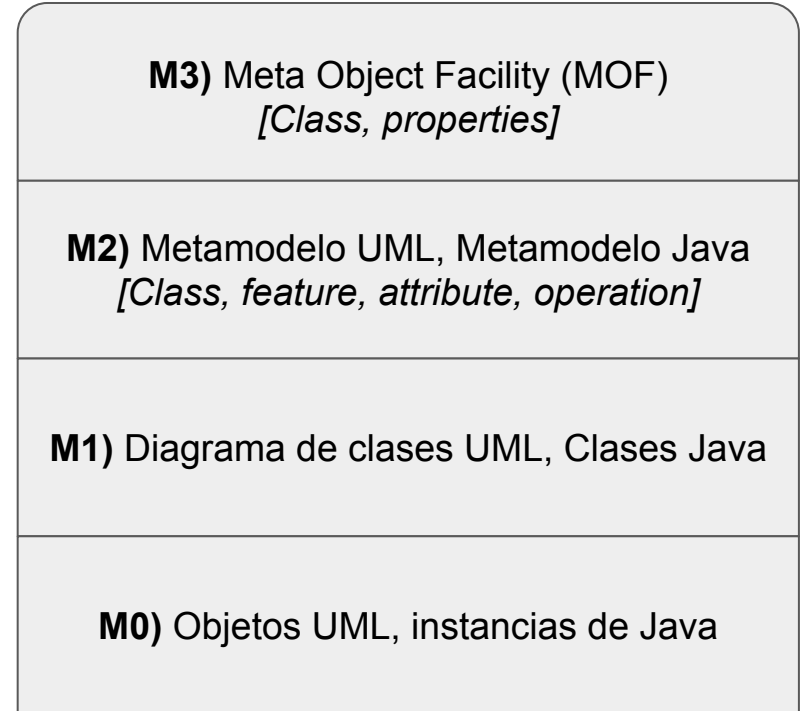 M3) Meta Object Facility (MOF)
[Class, properties]
M2) Metamodelo UML, Metamodelo Java
[Class, feature, attribute, operation]
M1) Diagrama de clases UML, Clases Java
M0) Objetos UML, instancias de Java